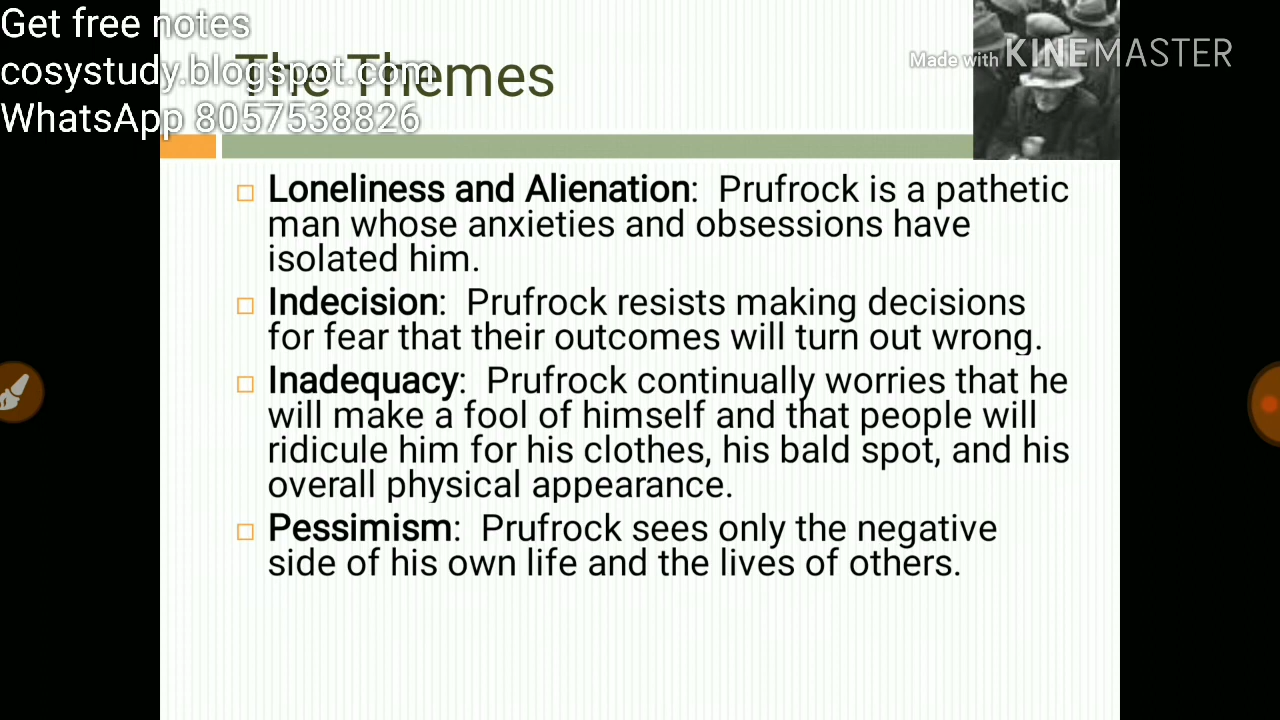 Get free notes
cosystudy.blogspot.com
WhatsApp 8057538826
The Themes
Made with KINEMASTER
Loneliness and Alienation: Prufrock is a pathetic
man whose anxieties and obsessions have
isolated him.
Indecision: Prufrock resists making decisions
for fear that their outcomes will turn out wrong.
Inadequacy: Prufrock continually worries that he
will make a fool of himself and that people will
ridicule him for his clothes, his bald spot, and his
overall physical appearance.
Pessimism: Prufrock sees only the negative
side of his own life and the lives of others.